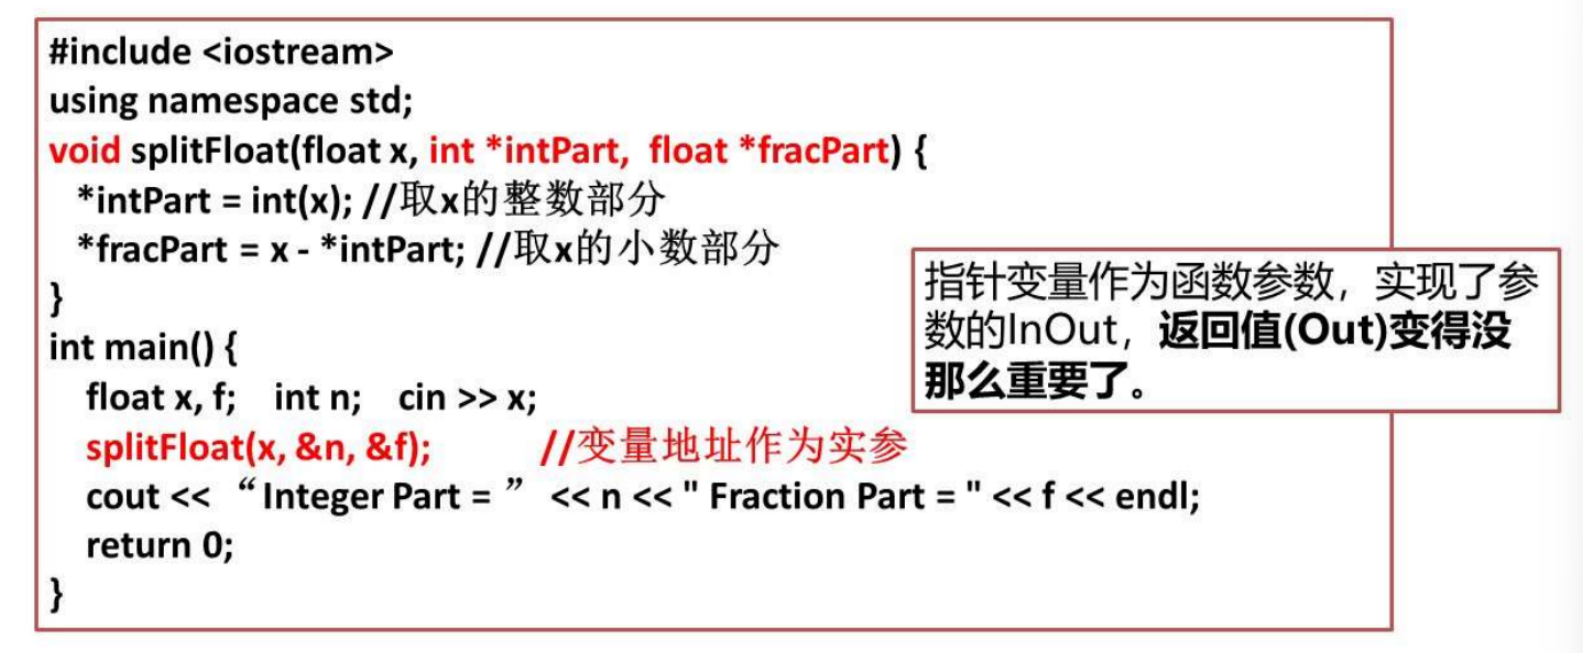 #include <iostream>
using namespace std;
void splitFloat(float x, int *intPart, float *fracPart) {
*intPart = int(x); //取x的整数部分
*fracPart = x - *intPart; //取x的小数部分
}
int main() {
float x, f; int n; cin >> x;
splitFloat(x, &n, &f); //变量地址作为实参
cout << “Integer Part = ” << n << " Fraction Part = " << f << endl;
return 0;
}
指针变量作为函数参数，实现了参
数的InOut，返回值(Out)变得没
那么重要了。